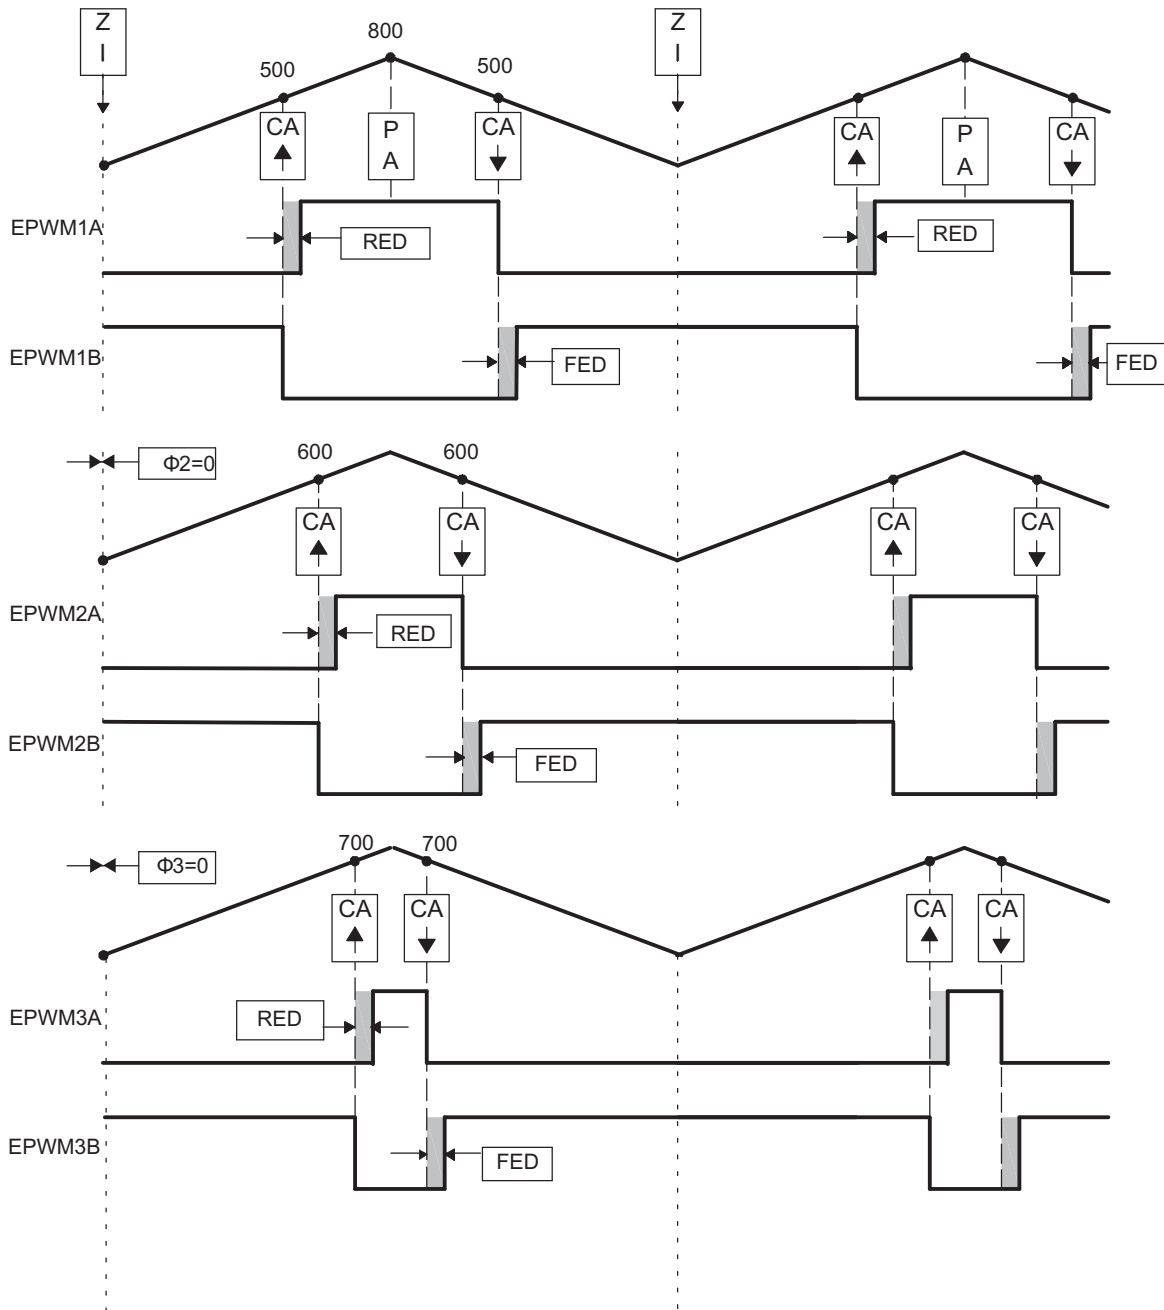 Z
I
800
Z
I
500
500
CA
P
A
CA
CA
P
A
CA
EPWM1A
RED
RED
EPWM1B
FED
FED
Φ2=0
600
600
CA
CA
CA
CA
EPWM2A
RED
EPWM2B
FED
Φ3=0
700
700
CA
CA
CA
CA
EPWM3A
RED
EPWM3B
FED